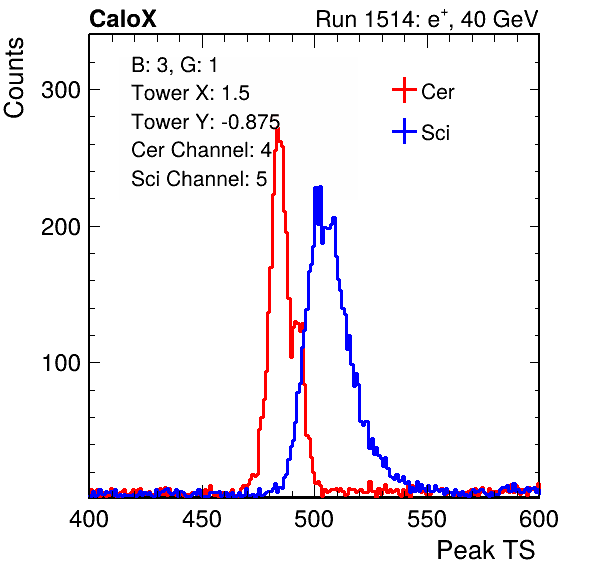 CaloX Run 1514: e⁺, 40 GeV
Counts
B: 3, G: 1
Tower X: 1.5
Tower Y: -0.875
Cer Channel: 4
Sci Channel: 5
Cer
Sci
300
200
100
400 450 500 550 600
Peak TS